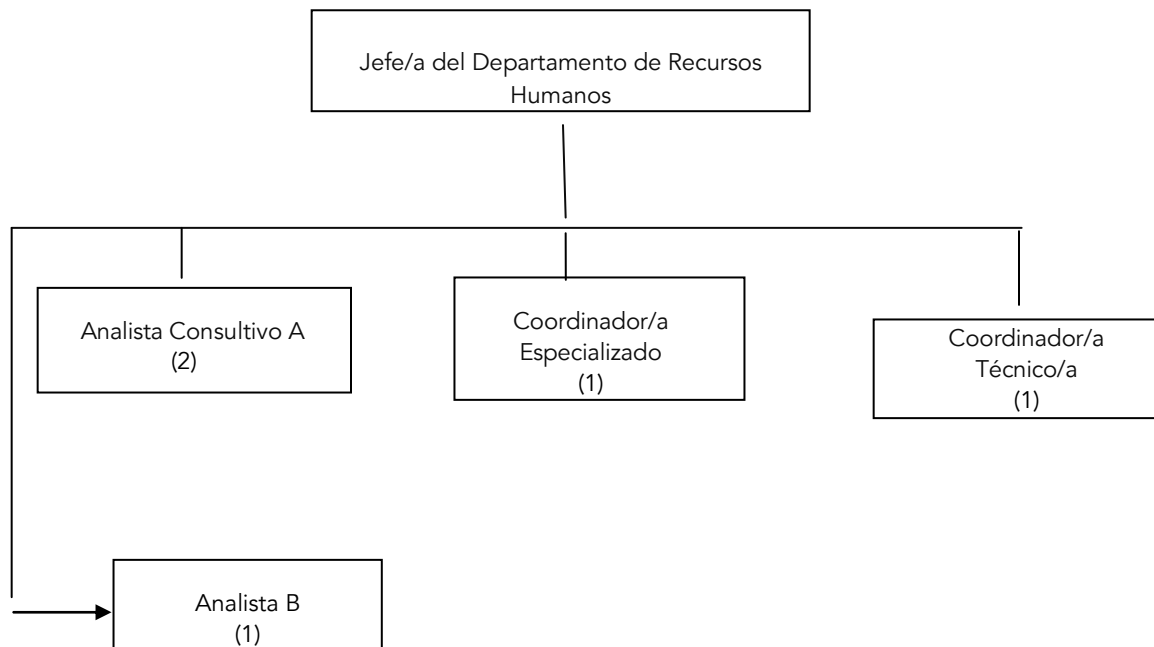 Jefe/a del Departamento de Recursos
Humanos
Analista Consultivo A
(2)
Coordinador/a
Especializado
(1)
Coordinador/a
Técnico/a
(1)
Analista B
(1)